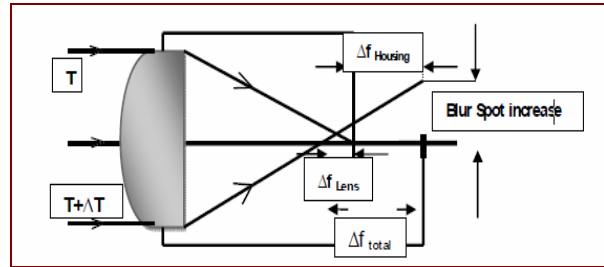 Δf Housing
T
Blur Spot increase
Δf Lens
T+ΔT
Δf total